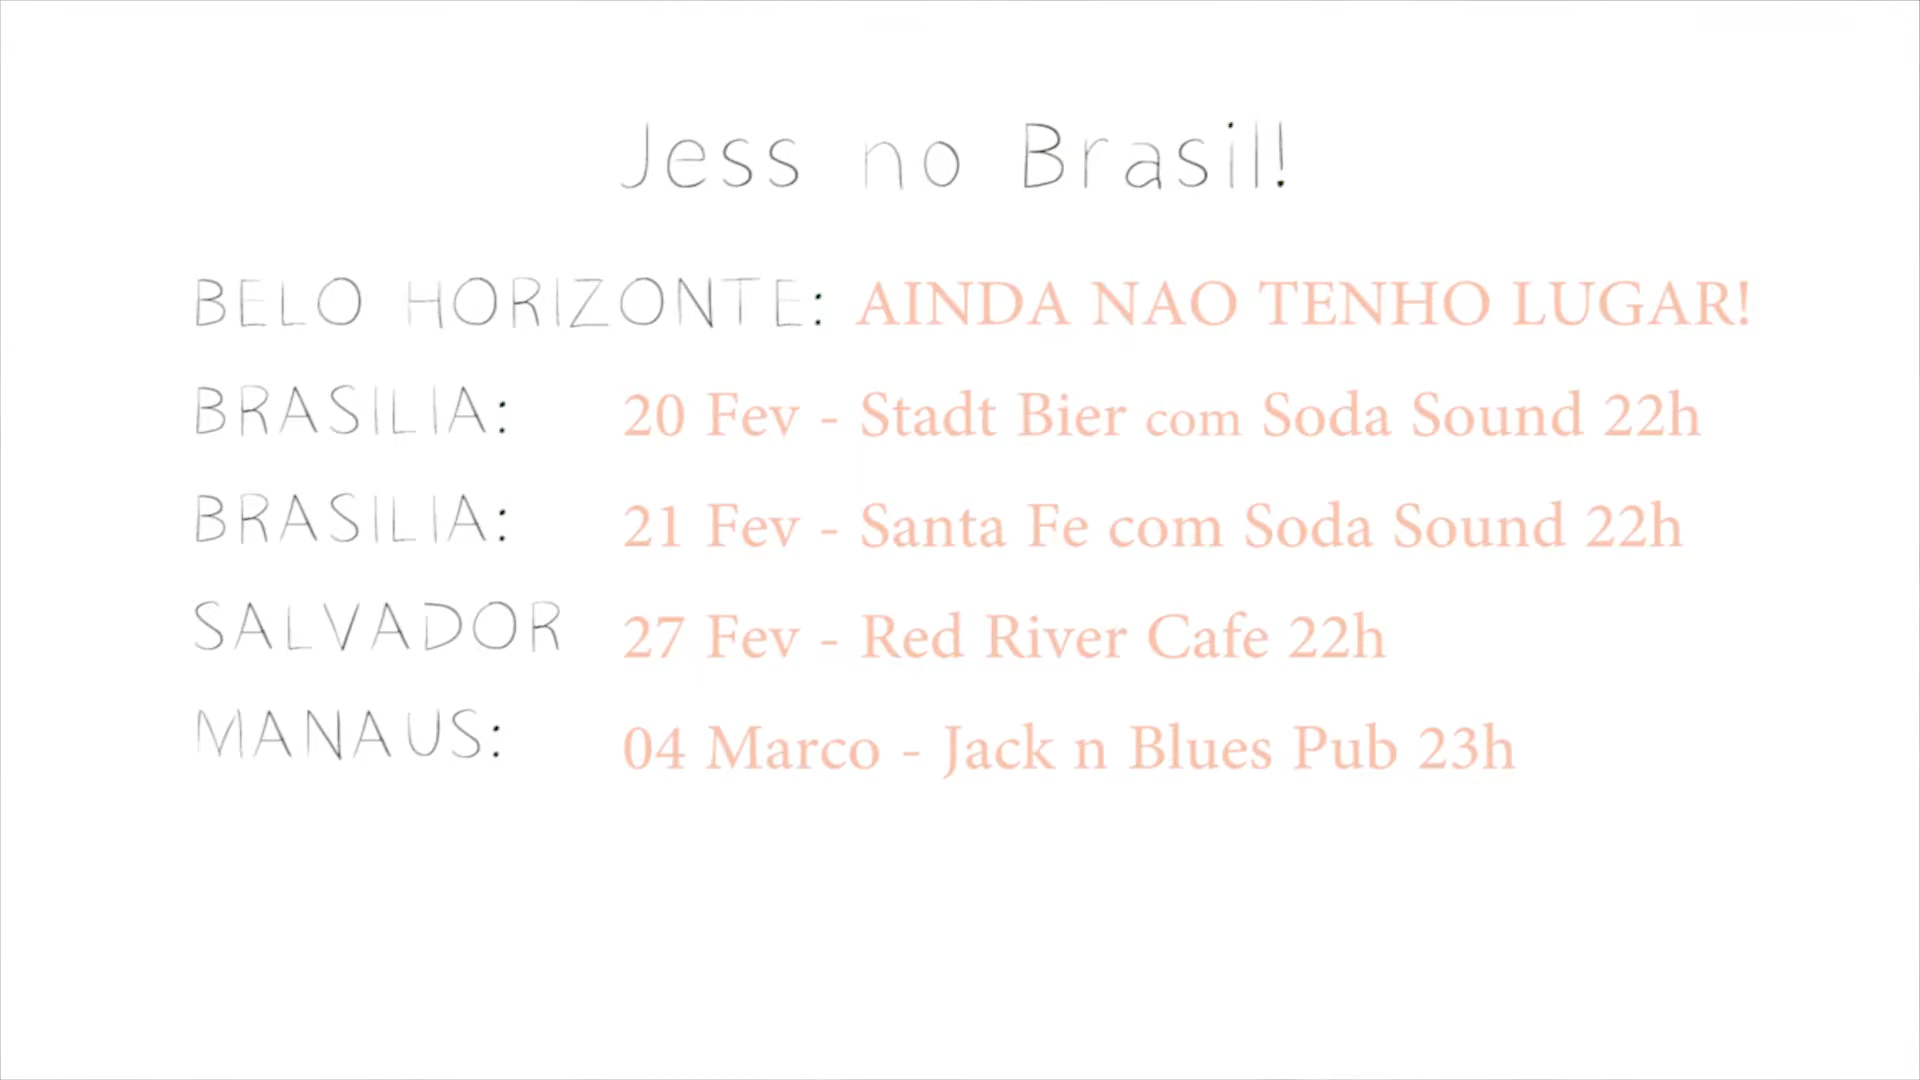 Jess no Brasil!
BELO HORIZONTE: AINDA NAO TENHO LUGAR!
BRASILIA: 20 Fev - Stadt Bier com Soda Sound 22h
BRASILIA: 21 Fev - Santa Fe com Soda Sound 22h
SALVADOR 27 Fev - Red River Cafe 22h
MANAUS: 04 Marco - Jack n Blues Pub 23h